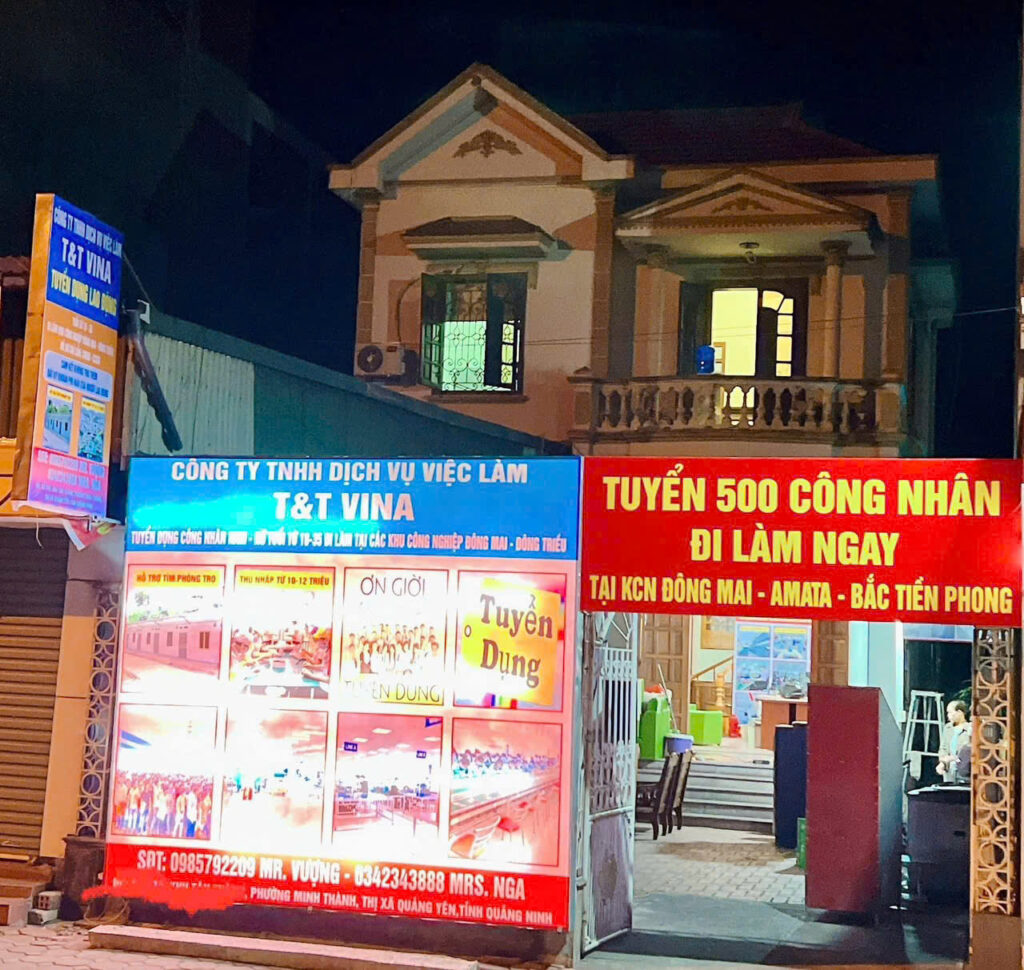 CÔNG TY TNHH DỊCH VỤ VIỆC LÀM
T&T VINA
TUYỂN DỤNG LAO ĐỘNG
CÔNG TY TNHH DỊCH VỤ VIỆC LÀM
T&T VINA
TUYỂN DỤNG CÔNG NHÂN NAM - NỮ TUỔI TỪ 18-35 ĐI LÀM TẠI CÁC KHU CÔNG NGHIỆP ĐÔNG MAI - ĐÔNG TRIỀU
HỖ TRỢ TÌM PHÒNG TRỌ
THU NHẬP TỪ 10-12 TRIỆU
ƠN GIỜI
TUYỂN DỤNG
Tuyển
Dụng
SĐT: 0985792209 MR. VƯỢNG - 0342343888 MRS. NGA
PHƯỜNG MINH THÀNH, THỊ XÃ QUẢNG YÊN,TỈNH QUẢNG NINH
TUYỂN 500 CÔNG NHÂN
ĐI LÀM NGAY
TẠI KCN ĐÔNG MAI - AMATA - BẮC TIỀN PHONG